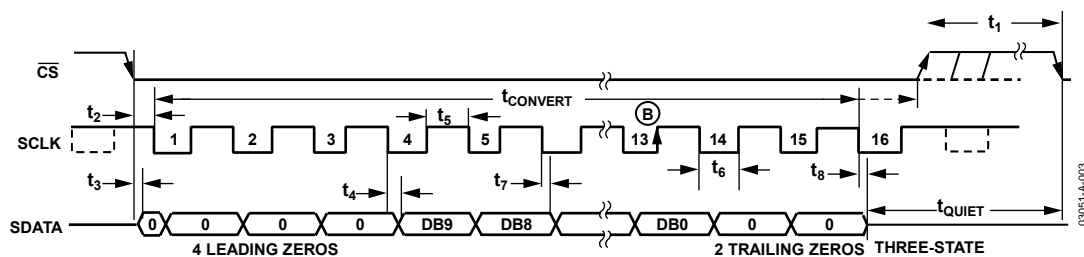 t1
CS
tCONVERT
t2
B
t5
SCLK
1 2 3 4 5 13 14 15 16
t3 t4 t7 t6 t8
SDATA
0 0 0 0 DB9 DB8 DB0 0 0
tQUIET
4 LEADING ZEROS 2 TRAILING ZEROS THREE-STATE
03051-A-003